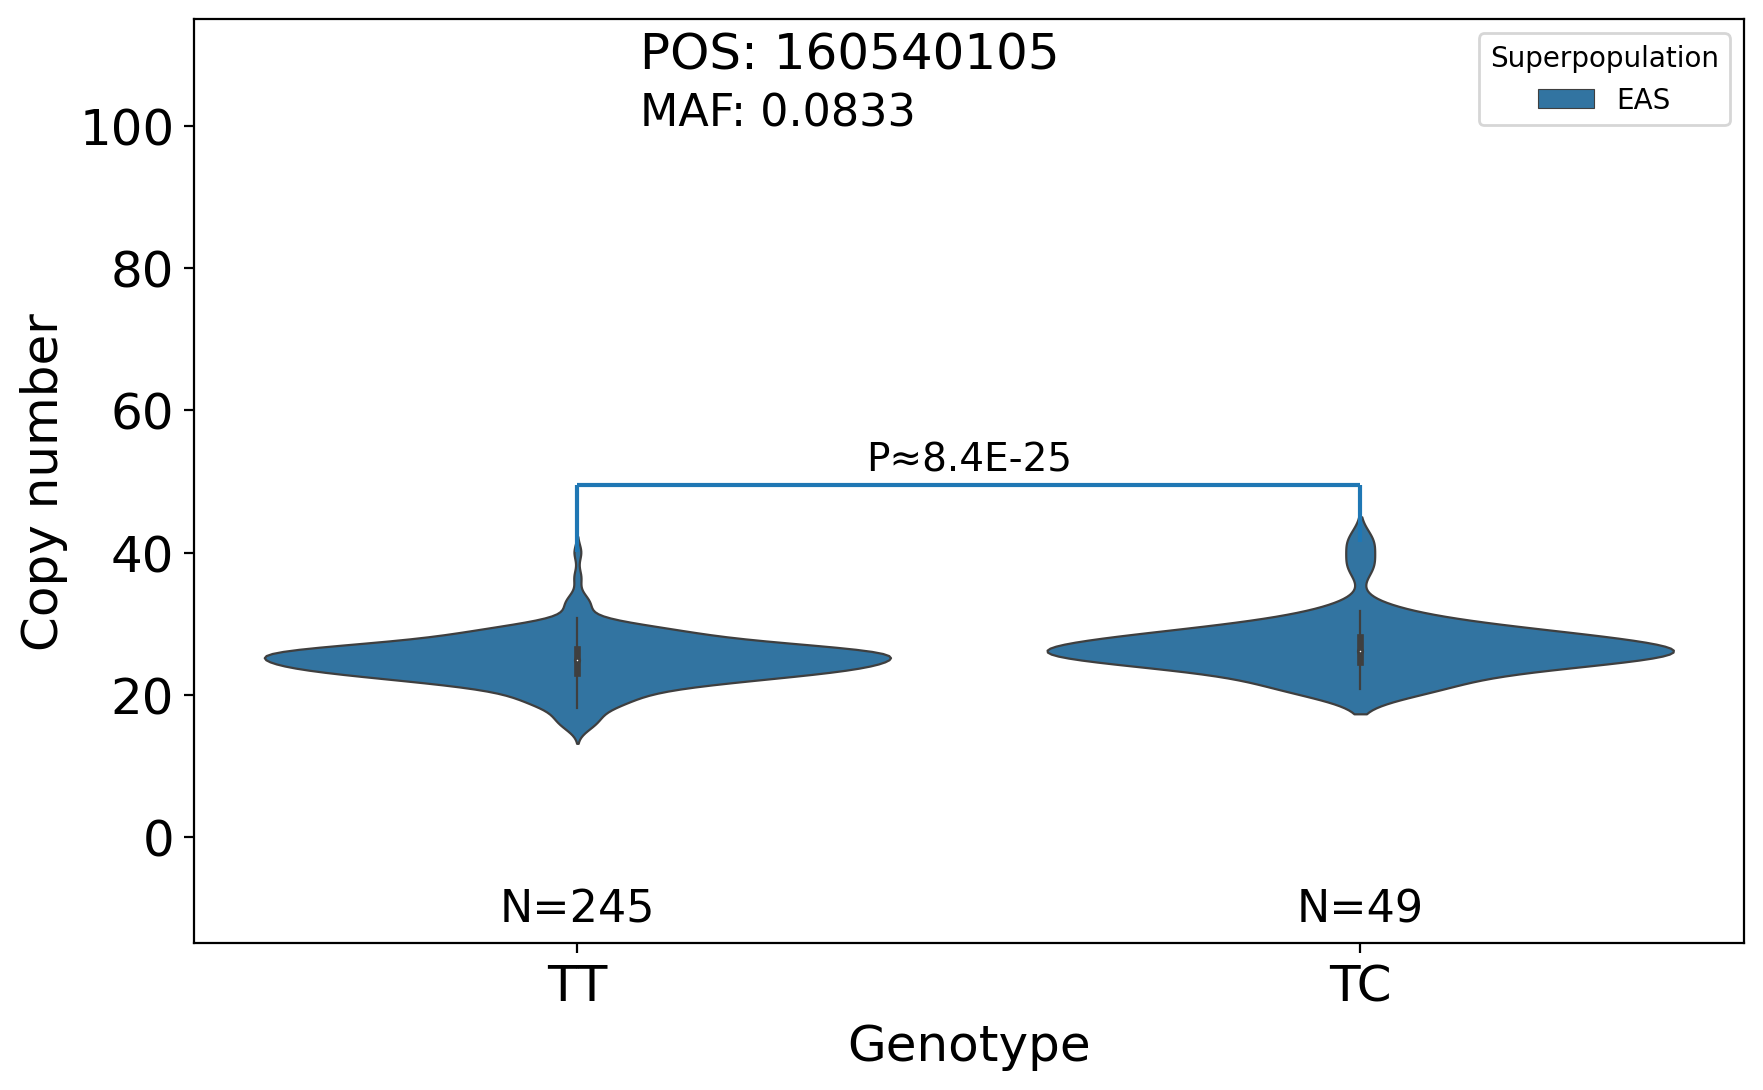 POS: 160540105
MAF: 0.0833
Superpopulation
EAS
Copy number
100
80
60
40
20
0
P≈8.4E-25
N=245
N=49
TT
TC
Genotype